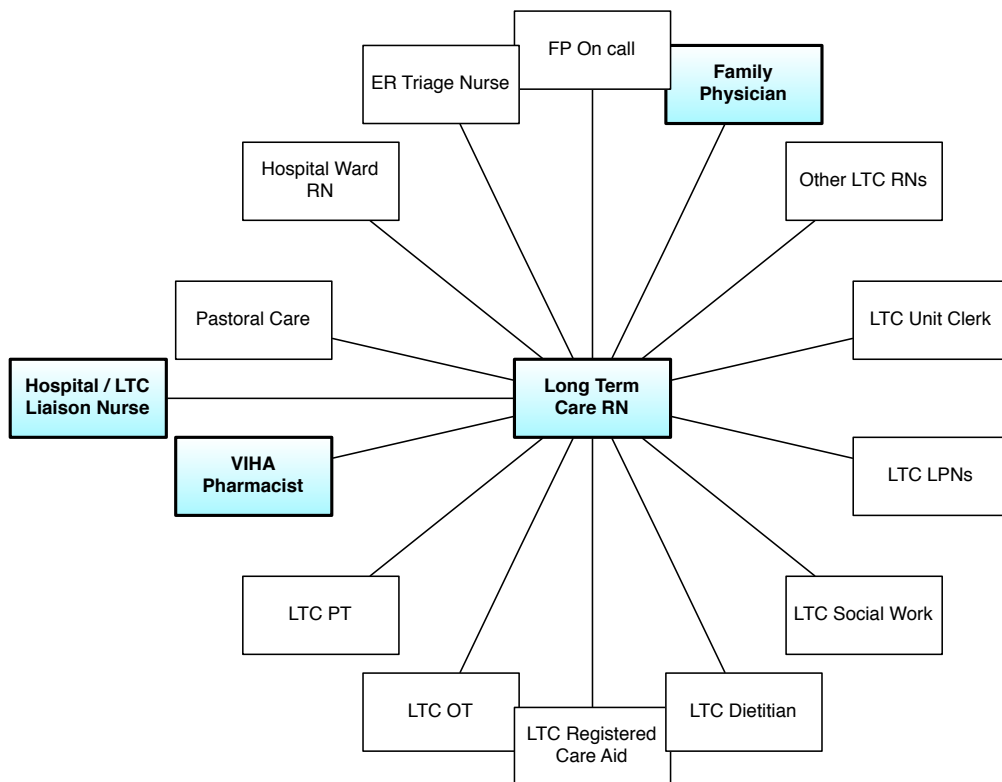 FP On call
ER Triage Nurse
Family
Physician
Hospital Ward
RN
Other LTC RNs
Pastoral Care
LTC Unit Clerk
Hospital / LTC
Liaison Nurse
Long Term
Care RN
VIHA
Pharmacist
LTC LPNs
LTC PT
LTC Social Work
LTC OT
LTC Registered
Care Aid
LTC Dietitian